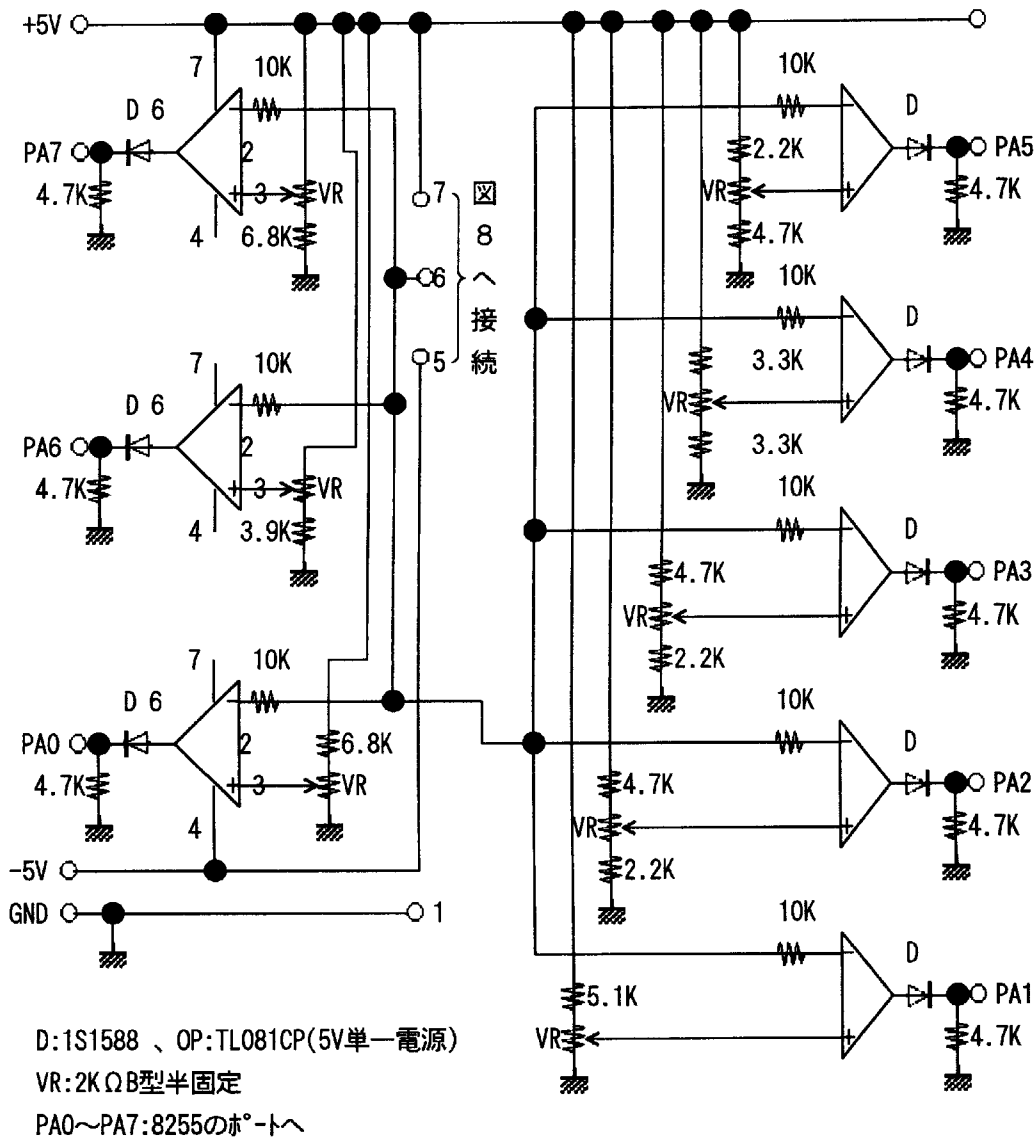 +5V
7
10K
D 6
2
PA7
4.7K
3
VR
4
6.8K
7
図8へ接続
6
5
7
10K
D 6
2
PA6
4.7K
3
VR
4
3.9K
7
10K
D 6
2
6.8K
PA0
4.7K
3
VR
4
-5V
GND
1
10K
D
2.2K
PA5
VR
4.7K
4.7K
10K
D
3.3K
PA4
VR
4.7K
3.3K
10K
D
4.7K
PA3
VR
4.7K
2.2K
10K
D
4.7K
PA2
VR
4.7K
2.2K
10K
D
5.1K
PA1
VR
4.7K
D:1S1588 、OP:TL081CP(5V単一電源)
VR:2KΩB型半固定
PA0〜PA7:8255のポートへ